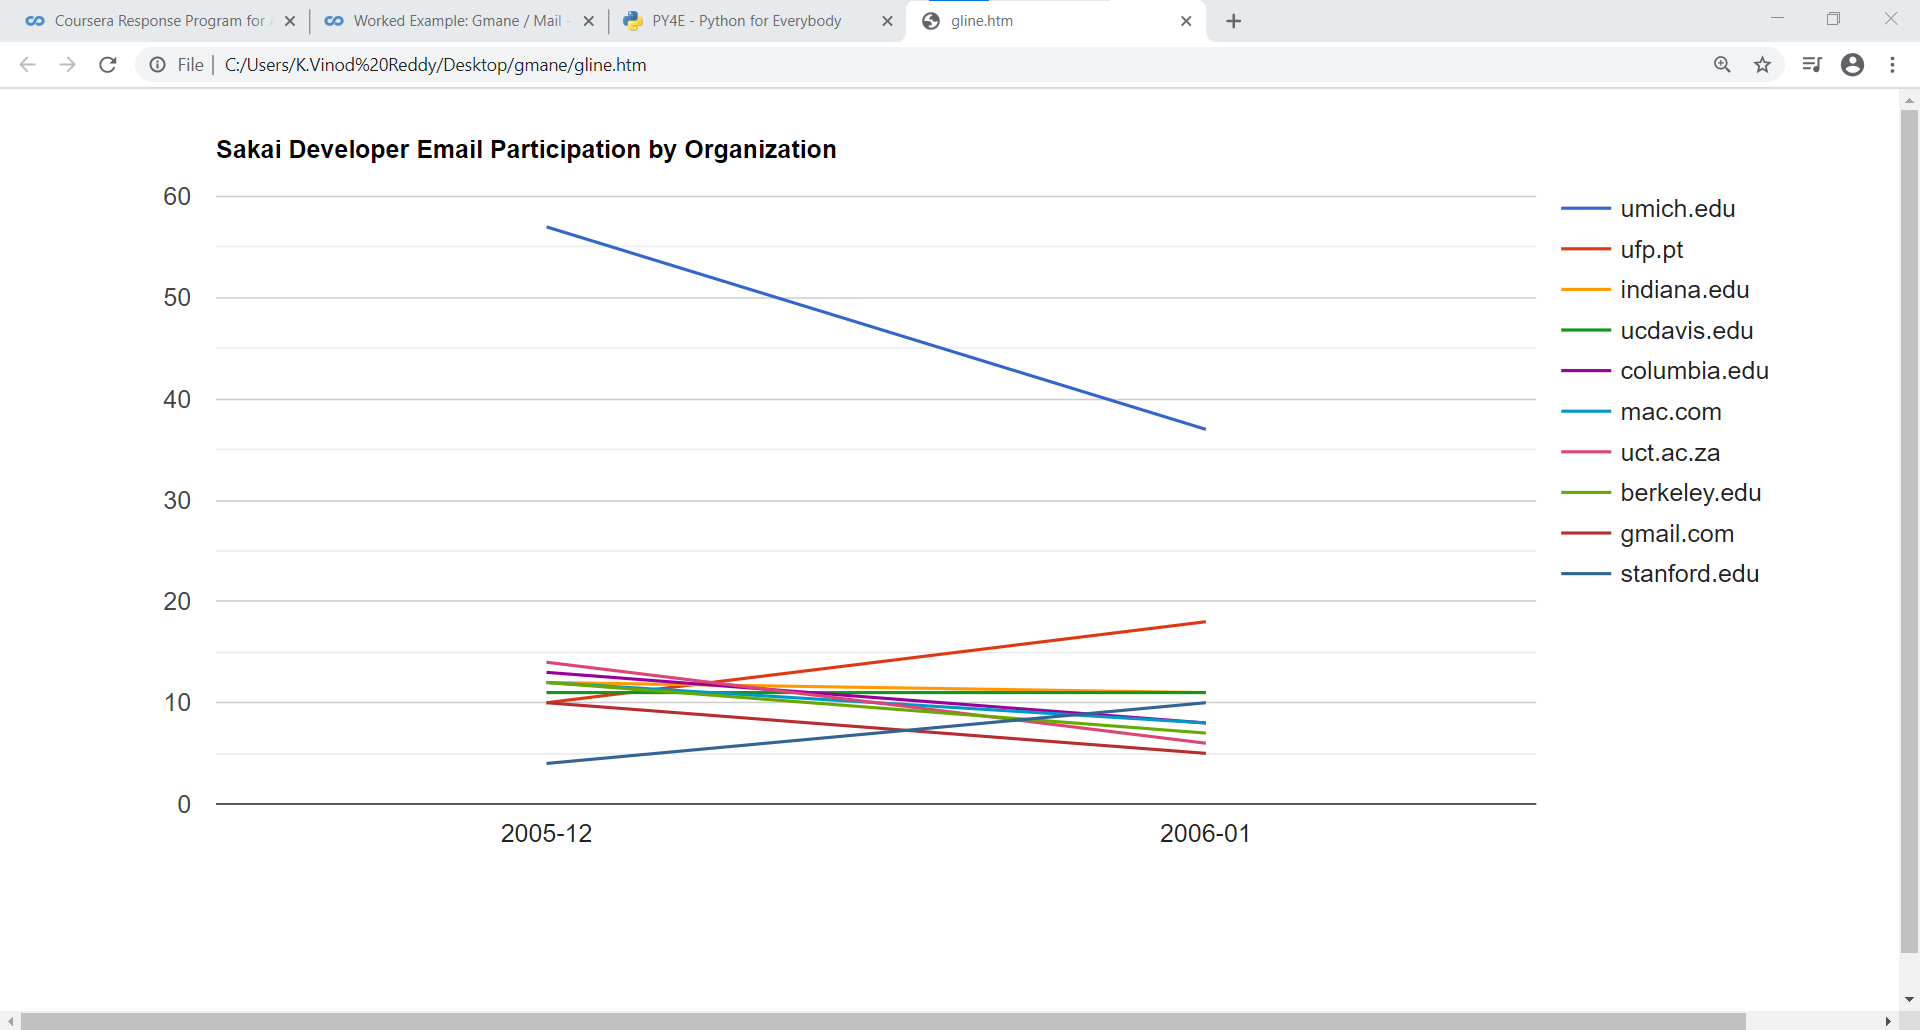 Coursera Response Program for
Worked Example: Gmane / Mail -
PY4E - Python for Everybody
gline.htm
File
C:/Users/K.Vinod%20Reddy/Desktop/gmane/gline.htm
Sakai Developer Email Participation by Organization
60
50
40
30
20
10
0
2005-12
2006-01
umich.edu
ufp.pt
indiana.edu
ucdavis.edu
columbia.edu
mac.com
uct.ac.za
berkeley.edu
gmail.com
stanford.edu